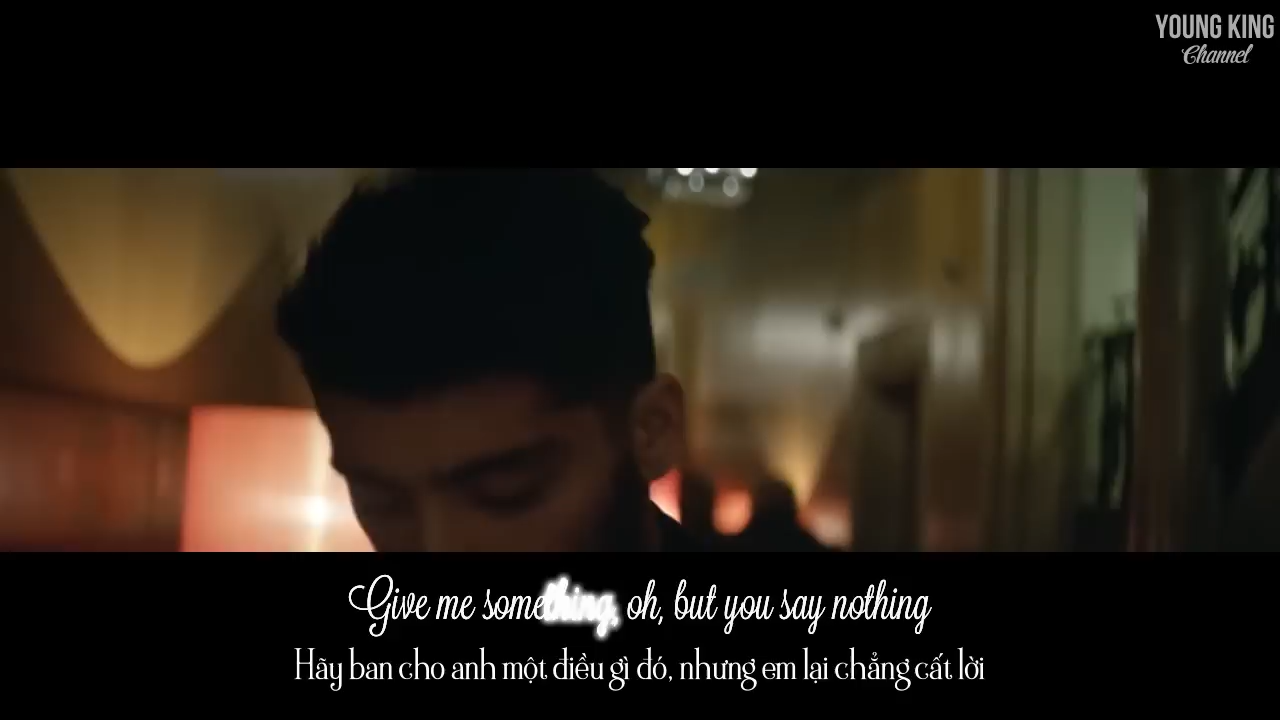 YOUNG KING
Channel
Give me something, oh, but you say nothing
Hãy ban cho anh một điều gì đó, nhưng em lại chẳng cất lời